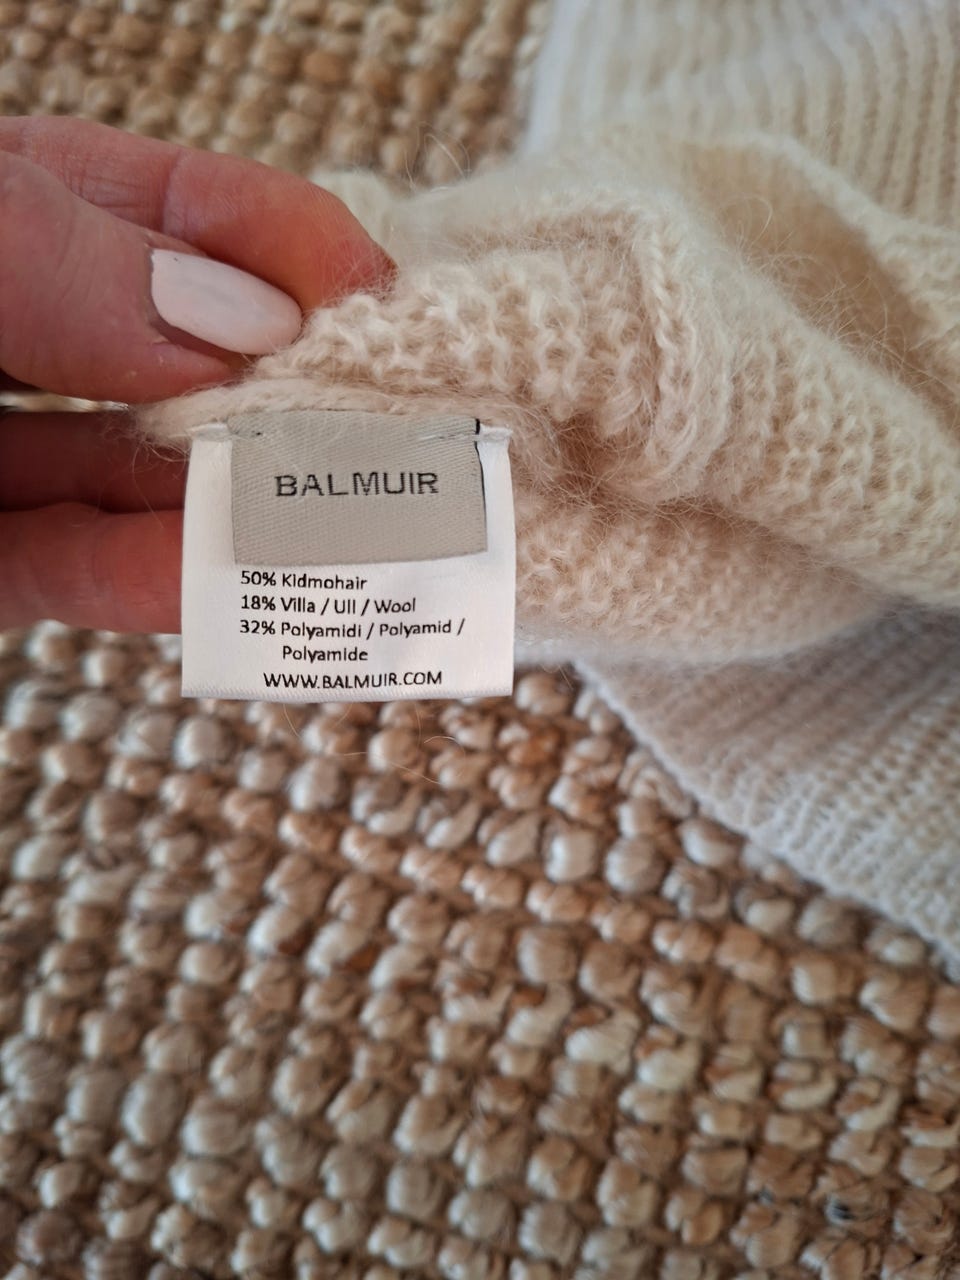 BALMUIR
50% Kidmohair
18% Villa / Ull / Wool
32% Polyamidi / Polyamid /
Polyamide
WWW.BALMUIR.COM